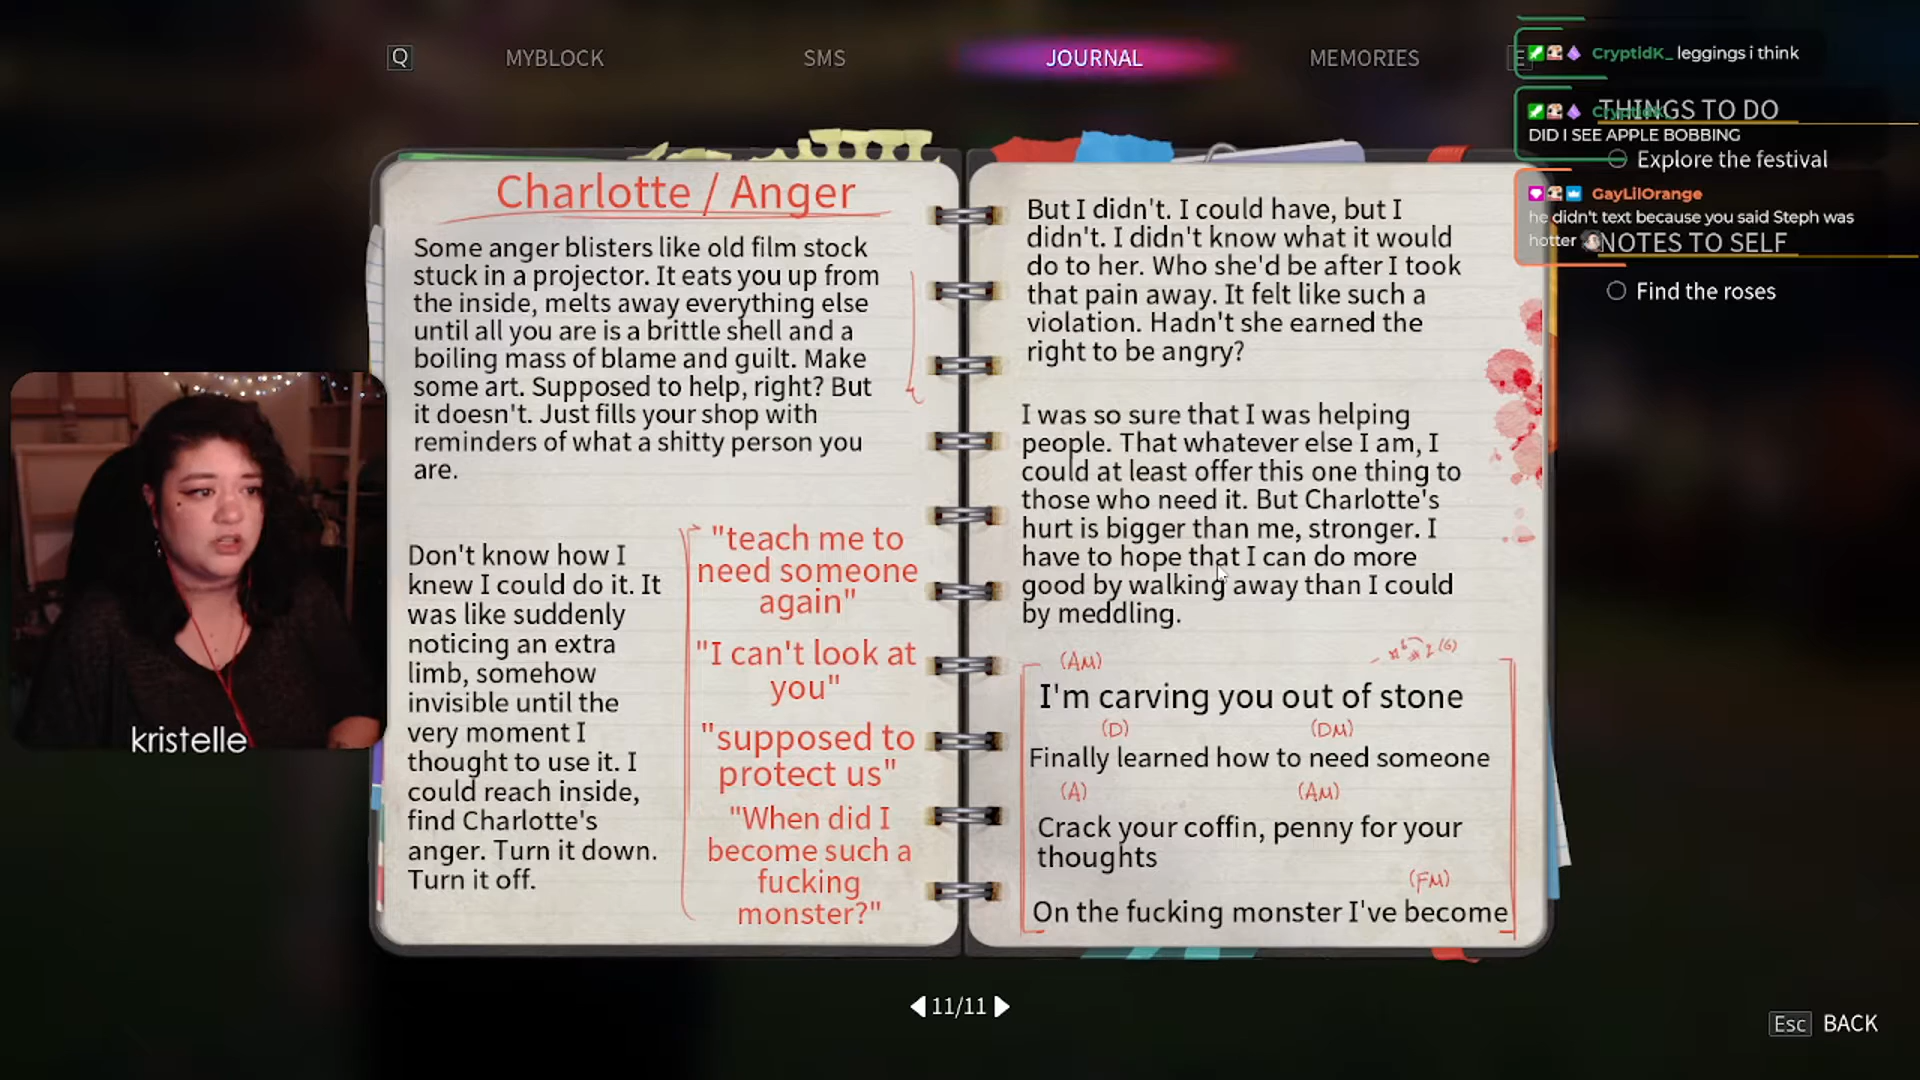 Q
MYBLOCK
SMS
JOURNAL
MEMORIES
E
CryptidK_ leggings i think
THINGS TO DO
DID I SEE APPLE BOBBING
Explore the festival
GayLilOrange
he didn't text because you said Steph was
hotter
NOTES TO SELF
Find the roses
Charlotte / Anger
Some anger blisters like old film stock
stuck in a projector. It eats you up from
the inside, melts away everything else
until all you are is a brittle shell and a
boiling mass of blame and guilt. Make
some art. Supposed to help, right? But
it doesn't. Just fills your shop with
reminders of what a shitty person you
are.
Don't know how I
knew I could do it. It
was like suddenly
noticing an extra
limb, somehow
invisible until the
very moment I
thought to use it. I
could reach inside,
find Charlotte's
anger. Turn it down.
Turn it off.
"teach me to
need someone
again"
"I can't look at
you"
"supposed to
protect us"
"When did I
become such a
fucking
monster?"
But I didn't. I could have, but I
didn't. I didn't know what it would
do to her. Who she'd be after I took
that pain away. It felt like such a
violation. Hadn't she earned the
right to be angry?
I was so sure that I was helping
people. That whatever else I am, I
could at least offer this one thing to
those who need it. But Charlotte's
hurt is bigger than me, stronger. I
have to hope that I can do more
good by walking away than I could
by meddling.
(AM)
I'm carving you out of stone
(D) (DM)
Finally learned how to need someone
(A) (AM)
Crack your coffin, penny for your
thoughts
(FM)
On the fucking monster I've become
kristelle
11/11
Esc BACK